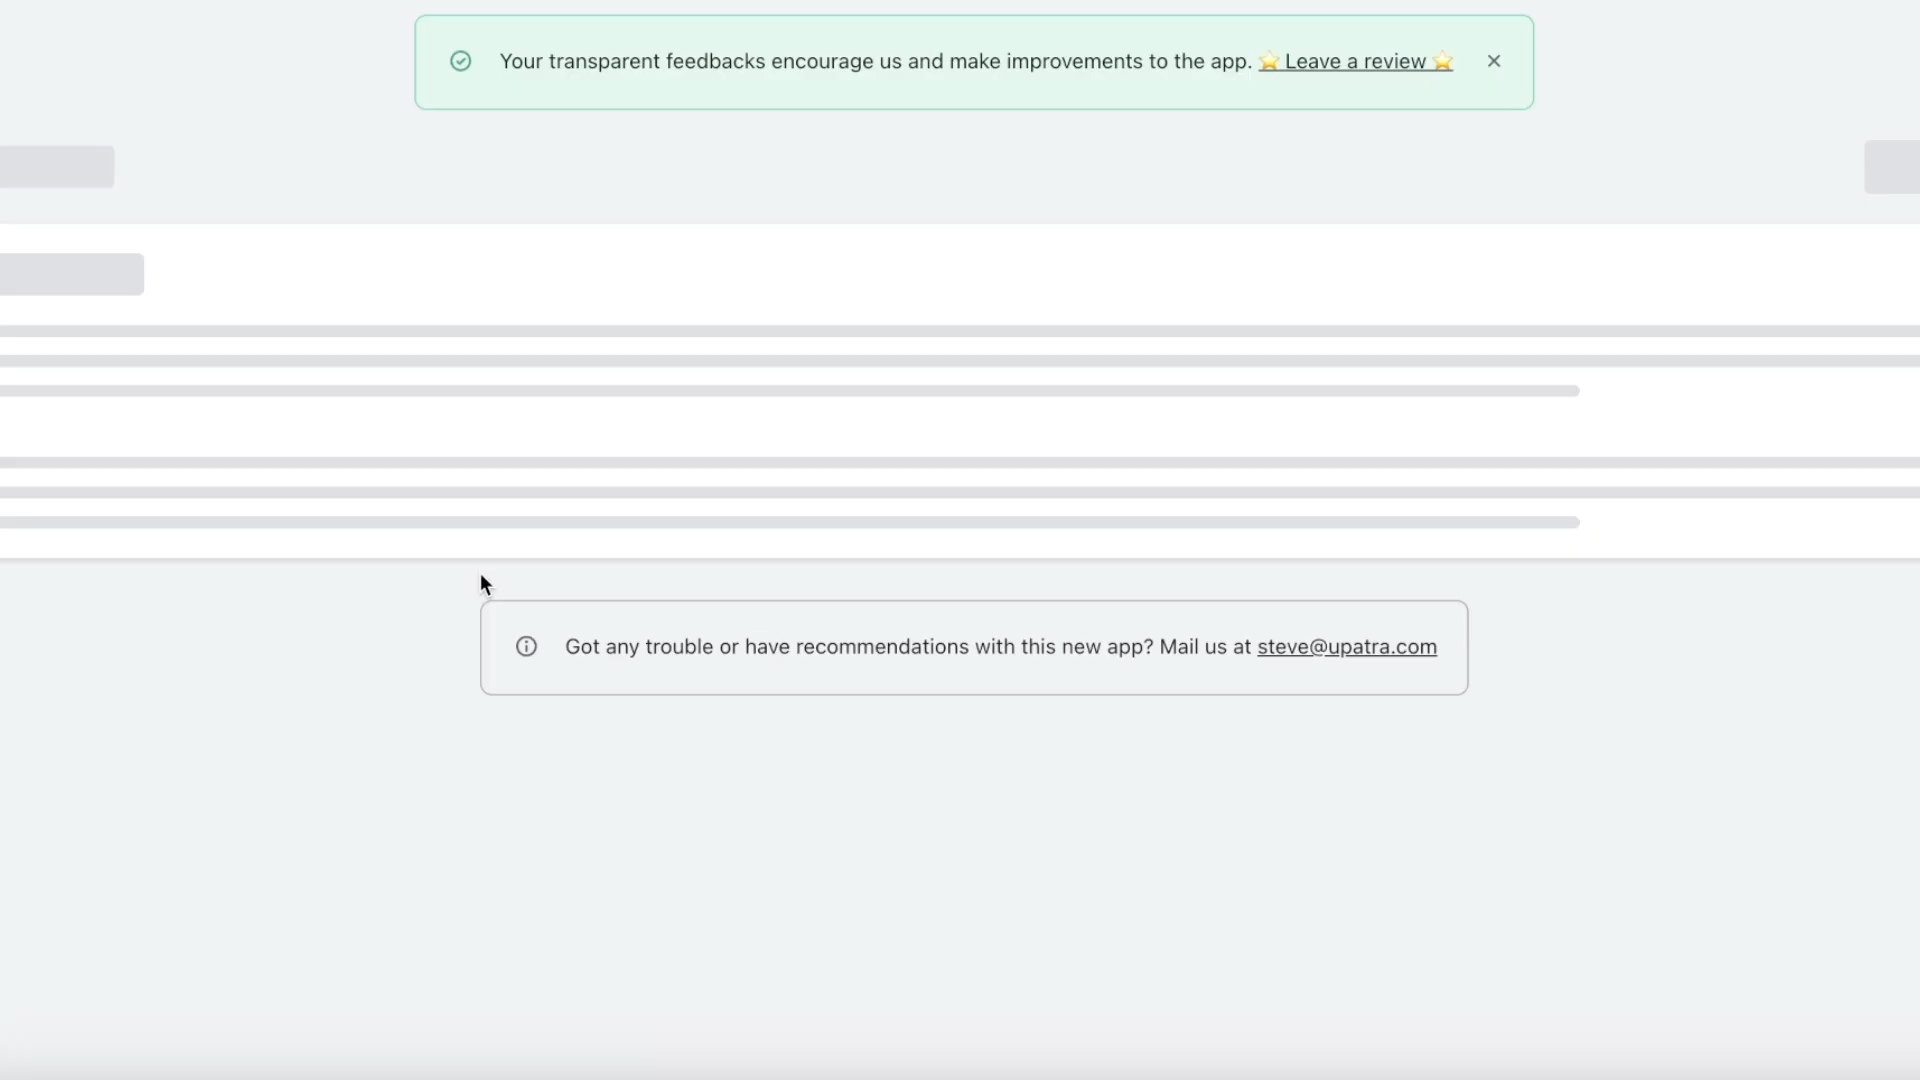 Your transparent feedbacks encourage us and make improvements to the app. ⭐ Leave a review ⭐
Got any trouble or have recommendations with this new app? Mail us at steve@upatra.com